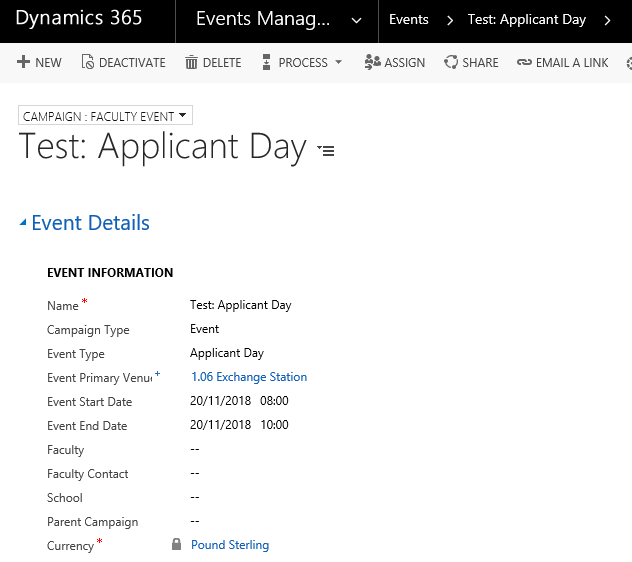 Dynamics 365 Events Manag... Events > Test: Applicant Day >
+ NEW DEACTIVATE DELETE PROCESS ASSIGN SHARE EMAIL A LINK
CAMPAIGN : FACULTY EVENT
Test: Applicant Day
Event Details
EVENT INFORMATION
Name * Test: Applicant Day
Campaign Type Event
Event Type Applicant Day
Event Primary Venu + 1.06 Exchange Station
Event Start Date 20/11/2018 08:00
Event End Date 20/11/2018 10:00
Faculty --
Faculty Contact --
School --
Parent Campaign --
Currency * Pound Sterling